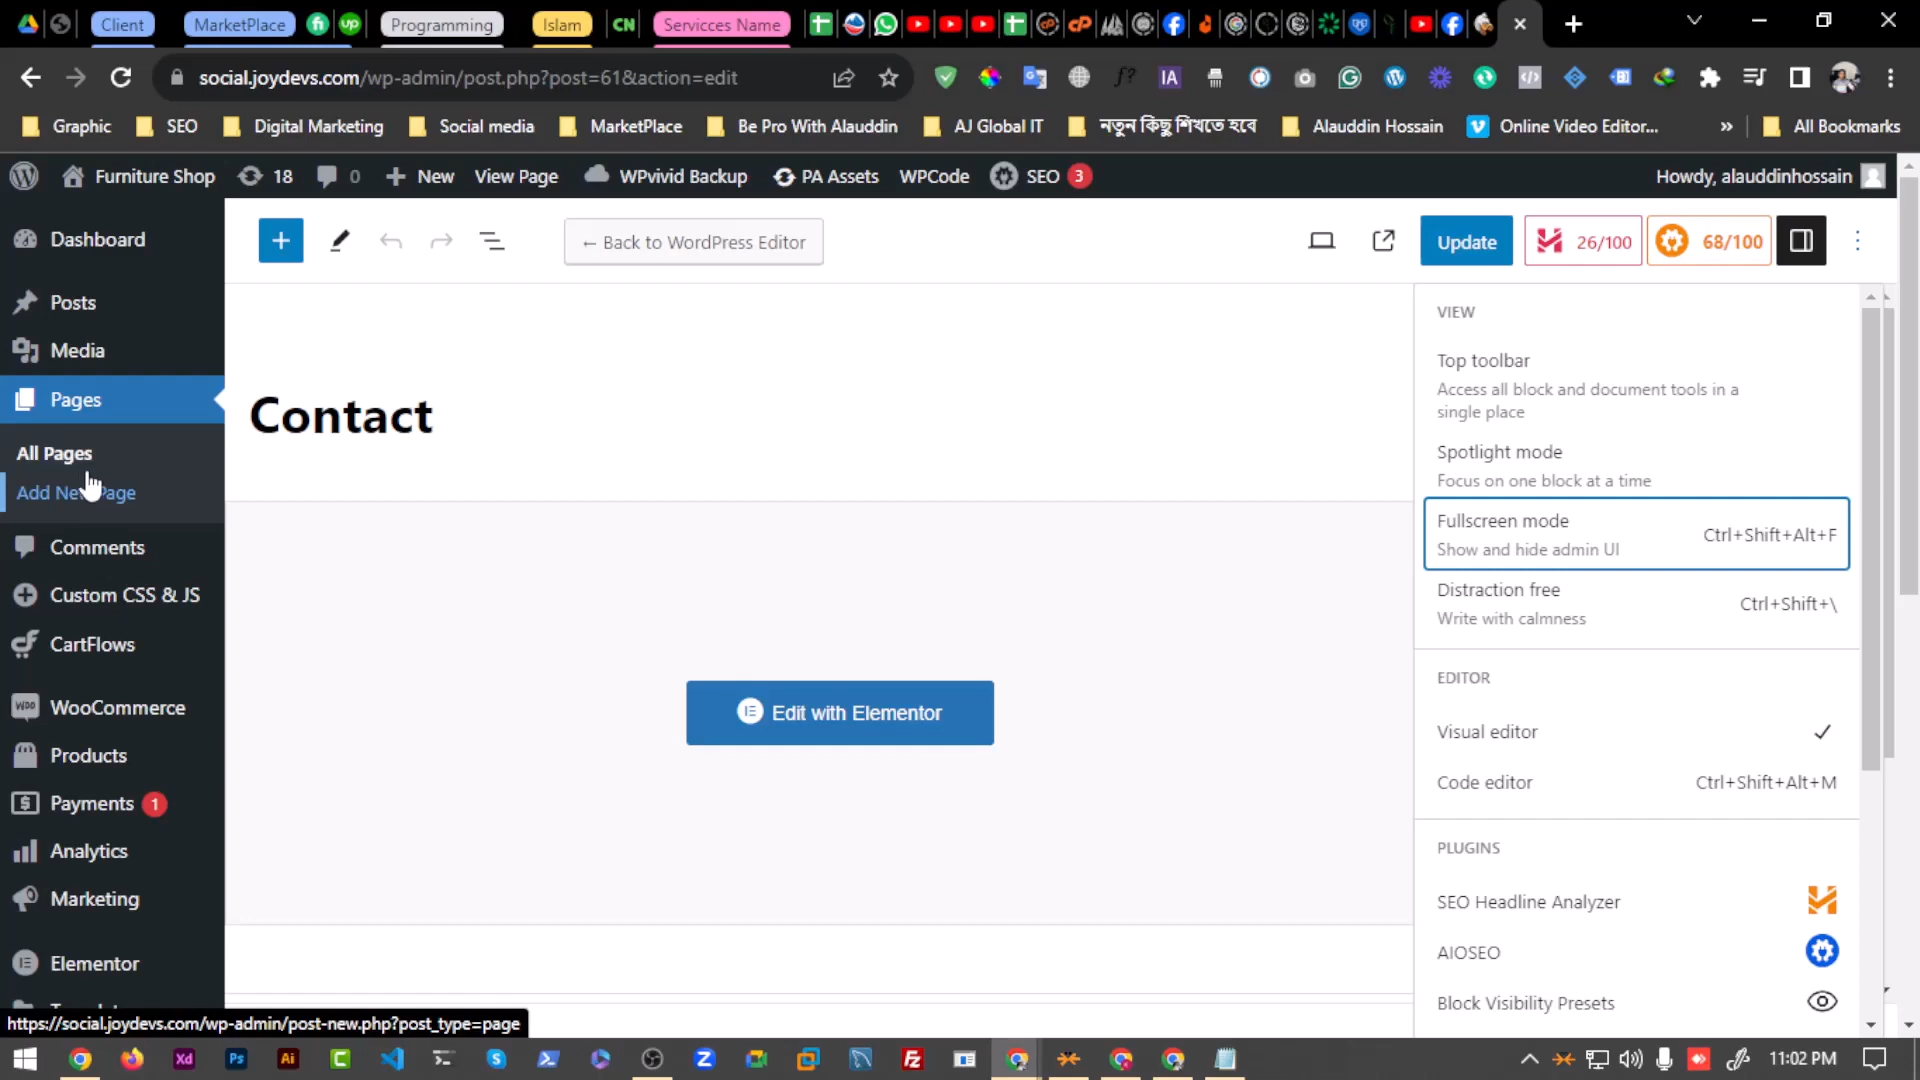 Client
MarketPlace
Programming
Islam
CN
Servicces Name
social.joydevs.com/wp-admin/post.php?post=61&action=edit
Graphic
SEO
Digital Marketing
Social media
MarketPlace
Be Pro With Alauddin
AJ Global IT
নতুন কিছু শিখতে হবে
Alauddin Hossain
Online Video Editor...
»
All Bookmarks
Furniture Shop
18
0
New
View Page
WPvivid Backup
PA Assets
WPCode
SEO 3
Howdy, alauddinhossain
← Back to WordPress Editor
Update
26/100
68/100
Dashboard
Posts
Media
Pages
All Pages
Add New Page
Comments
Custom CSS & JS
CartFlows
WooCommerce
Products
Payments 1
Analytics
Marketing
Elementor
Contact
Edit with Elementor
VIEW
Top toolbar
Access all block and document tools in a
single place
Spotlight mode
Focus on one block at a time
Fullscreen mode
Ctrl+Shift+Alt+F
Show and hide admin UI
Distraction free
Ctrl+Shift+\
Write with calmness
EDITOR
Visual editor
Code editor
Ctrl+Shift+Alt+M
PLUGINS
SEO Headline Analyzer
AIOSEO
Block Visibility Presets
https://social.joydevs.com/wp-admin/post-new.php?post_type=page
11:02 PM